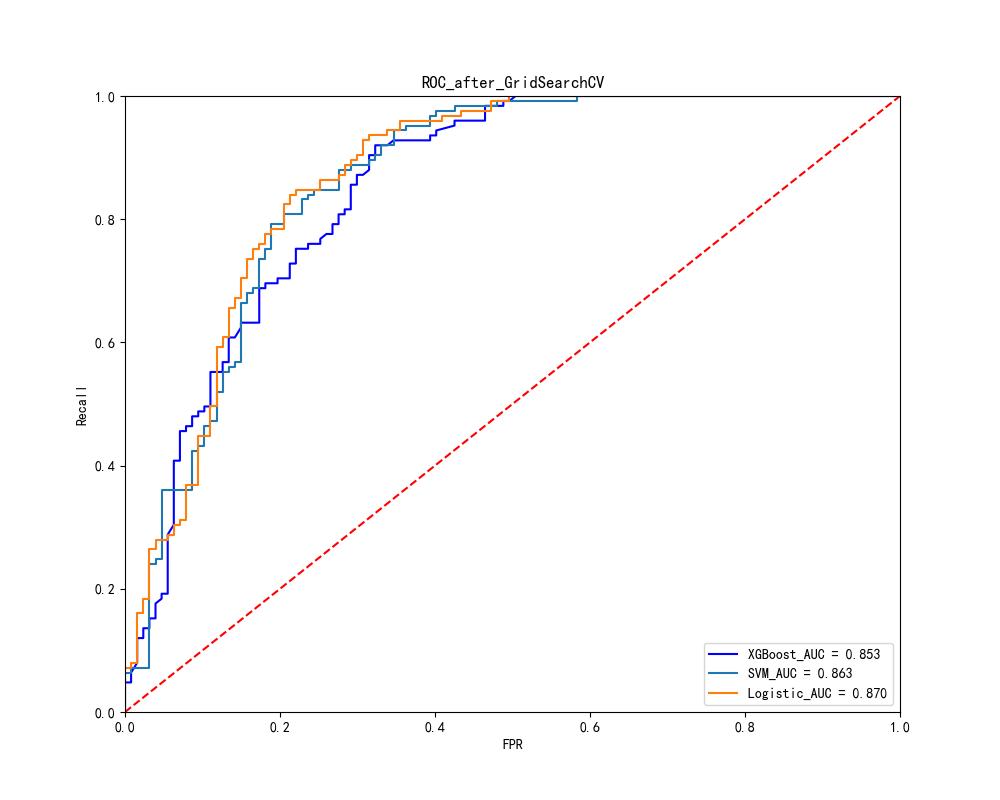 ROC_after_GridSearchCV
1.0
0.8
0.6
0.4
0.2
0.0
Recall
0.0 0.2 0.4 0.6 0.8 1.0
FPR
XGBoost_AUC = 0.853
SVM_AUC = 0.863
Logistic_AUC = 0.870